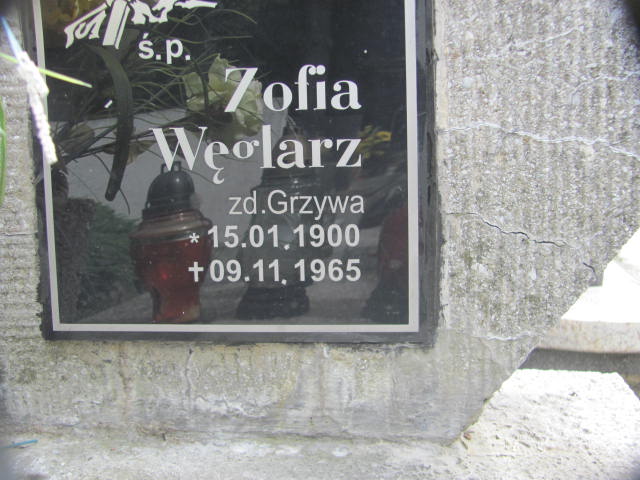 ś.p.
Zofia
Węglarz
zd.Grzywa
* 15.01.1900
✝09.11.1965